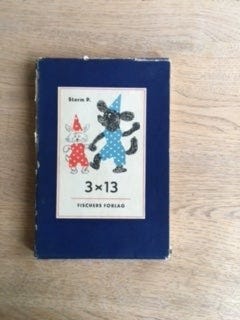 Storm P.
3×13
FISCHERS FORLAG